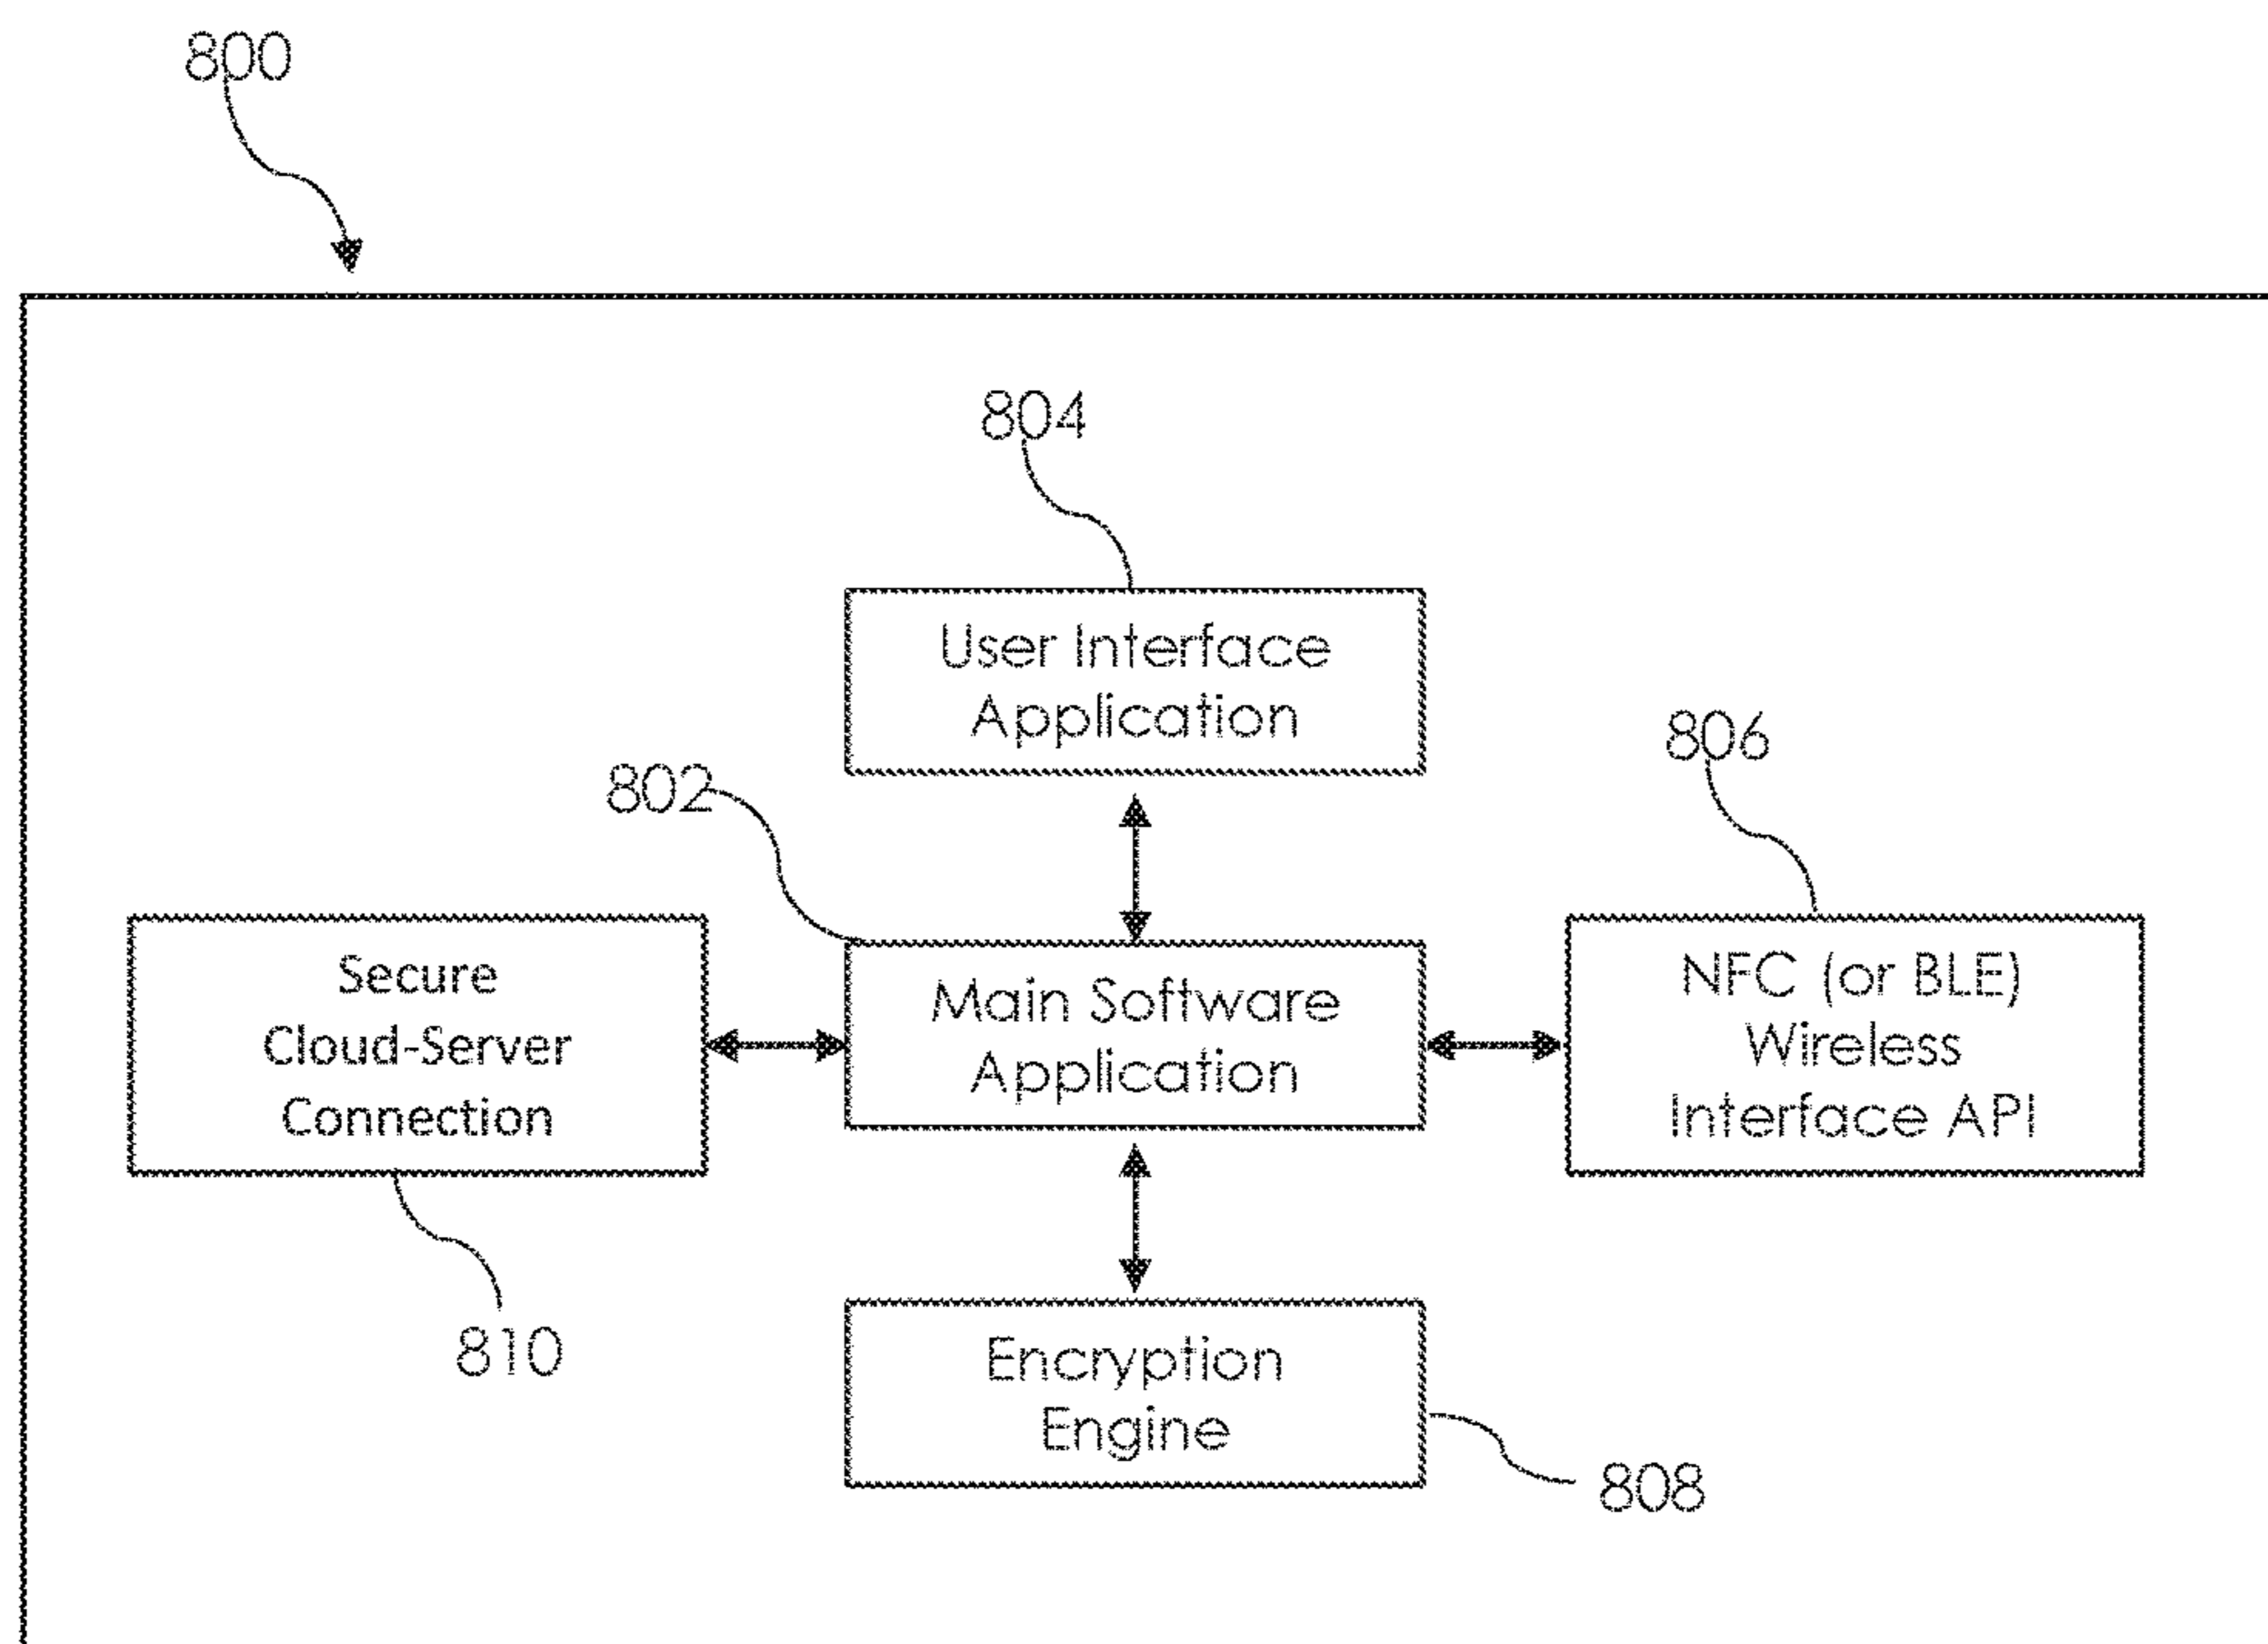 800
804
User Interface
Application
806
802
Secure
Cloud-Server
Connection
Main Software
Application
NFC (or BLE)
Wireless
Interface API
810
Encryption
Engine
808